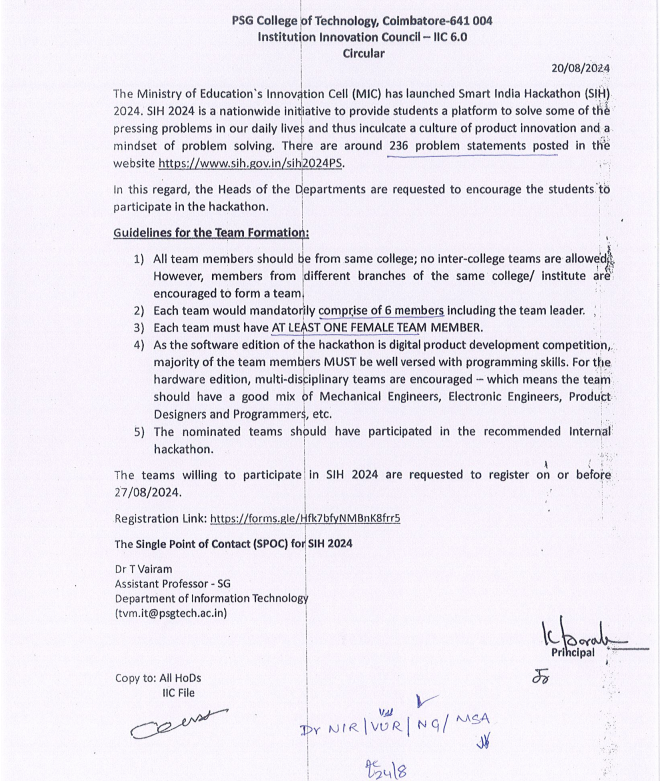 PSG College of Technology, Coimbatore-641 004
Institution Innovation Council – IIC 6.0
Circular
20/08/2024
The Ministry of Education`s Innovation Cell (MIC) has launched Smart India Hackathon (SIH)
2024. SIH 2024 is a nationwide initiative to provide students a platform to solve some of the
pressing problems in our daily lives and thus inculcate a culture of product innovation and a
mindset of problem solving. There are around 236 problem statements posted in the
website https://www.sih.gov.in/sih2024PS.
In this regard, the Heads of the Departments are requested to encourage the students to
participate in the hackathon.
Guidelines for the Team Formation:
1) All team members should be from same college; no inter-college teams are allowed.
However, members from different branches of the same college/ institute are
encouraged to form a team.
2) Each team would mandatorily comprise of 6 members including the team leader.
3) Each team must have AT LEAST ONE FEMALE TEAM MEMBER.
4) As the software edition of the hackathon is digital product development competition,
majority of the team members MUST be well versed with programming skills. For the
hardware edition, multi-disciplinary teams are encouraged – which means the team
should have a good mix of Mechanical Engineers, Electronic Engineers, Product
Designers and Programmers, etc.
5) The nominated teams should have participated in the recommended Internal
hackathon.
The teams willing to participate in SIH 2024 are requested to register on or before
27/08/2024.
Registration Link: https://forms.gle/Hfk7bfyNMBnK8frr5
The Single Point of Contact (SPOC) for SIH 2024
Dr T Vairam
Assistant Professor - SG
Department of Information Technology
(tvm.it@psgtech.ac.in)
Principal
Copy to: All HoDs
IIC File
Dr NIR / VUR / NG / MSA
24/8